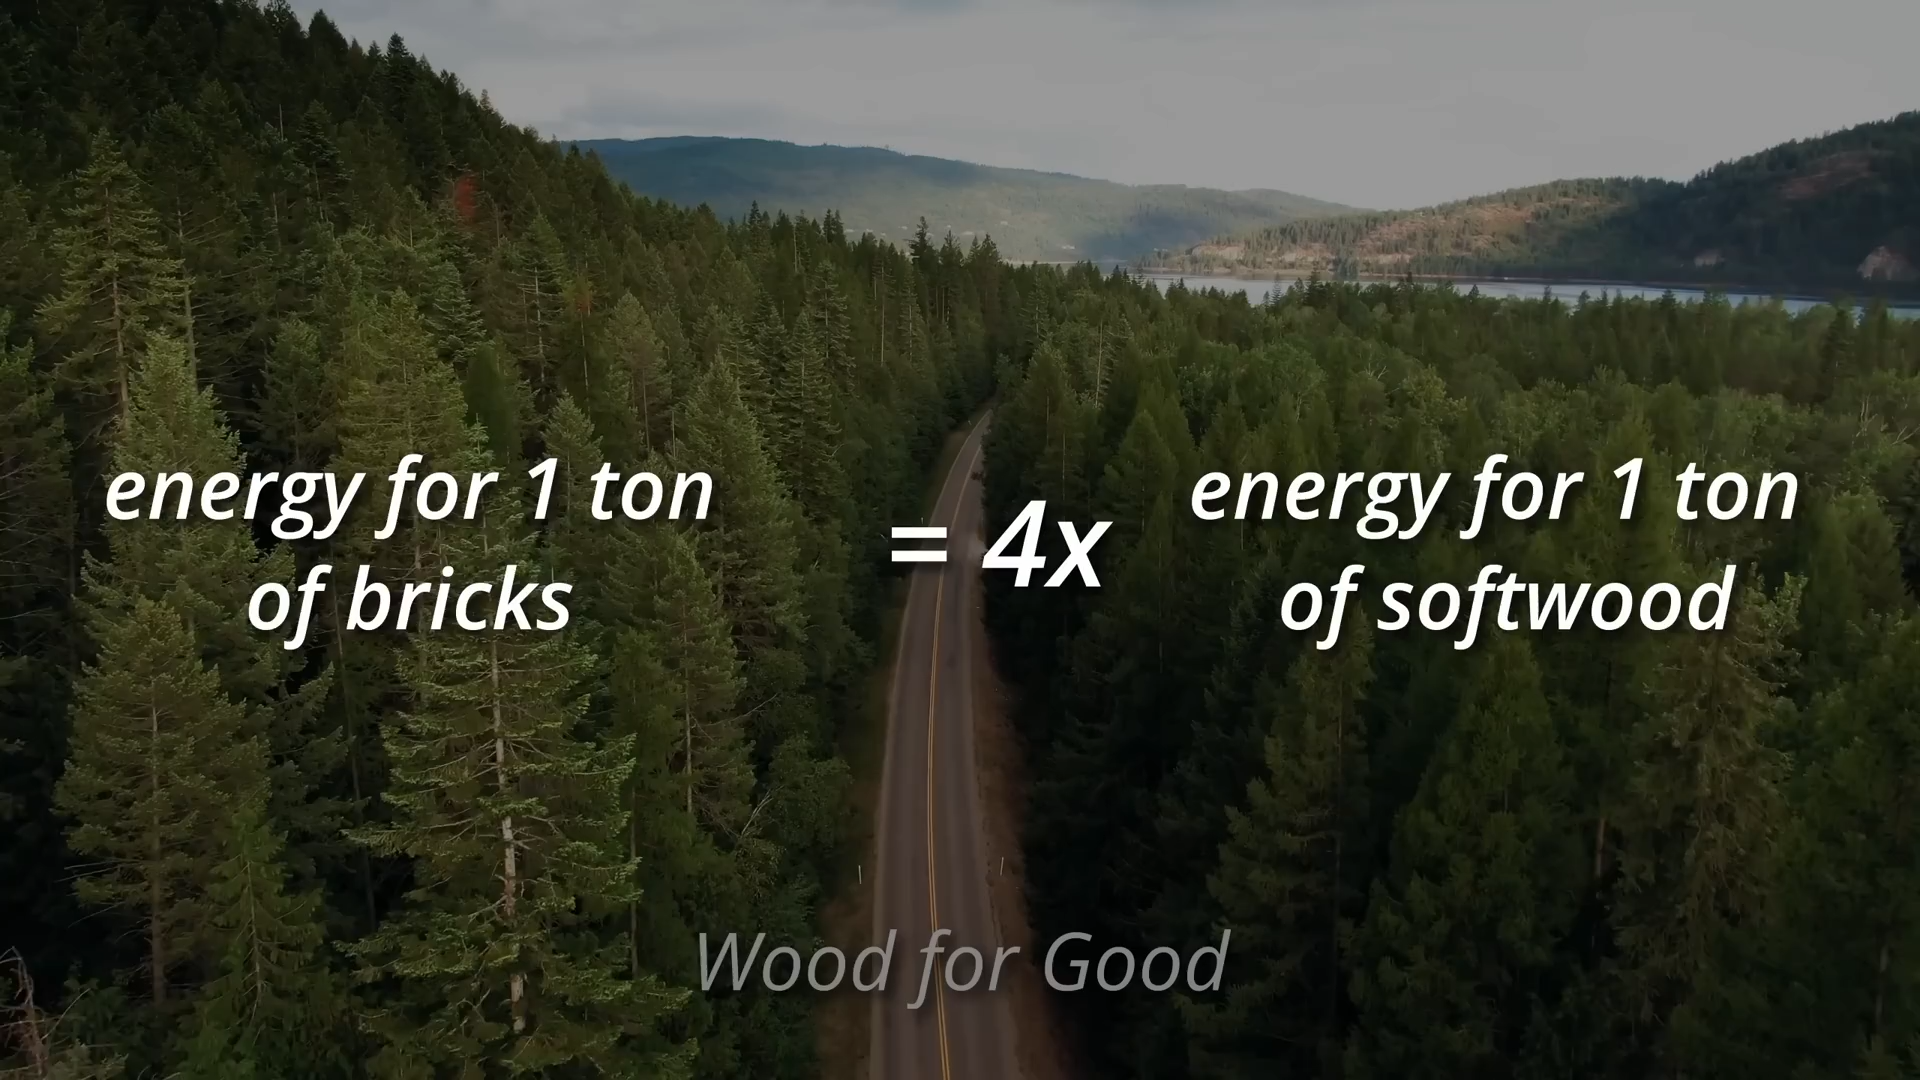 energy for 1 ton
of bricks
= 4x
energy for 1 ton
of softwood
Wood for Good